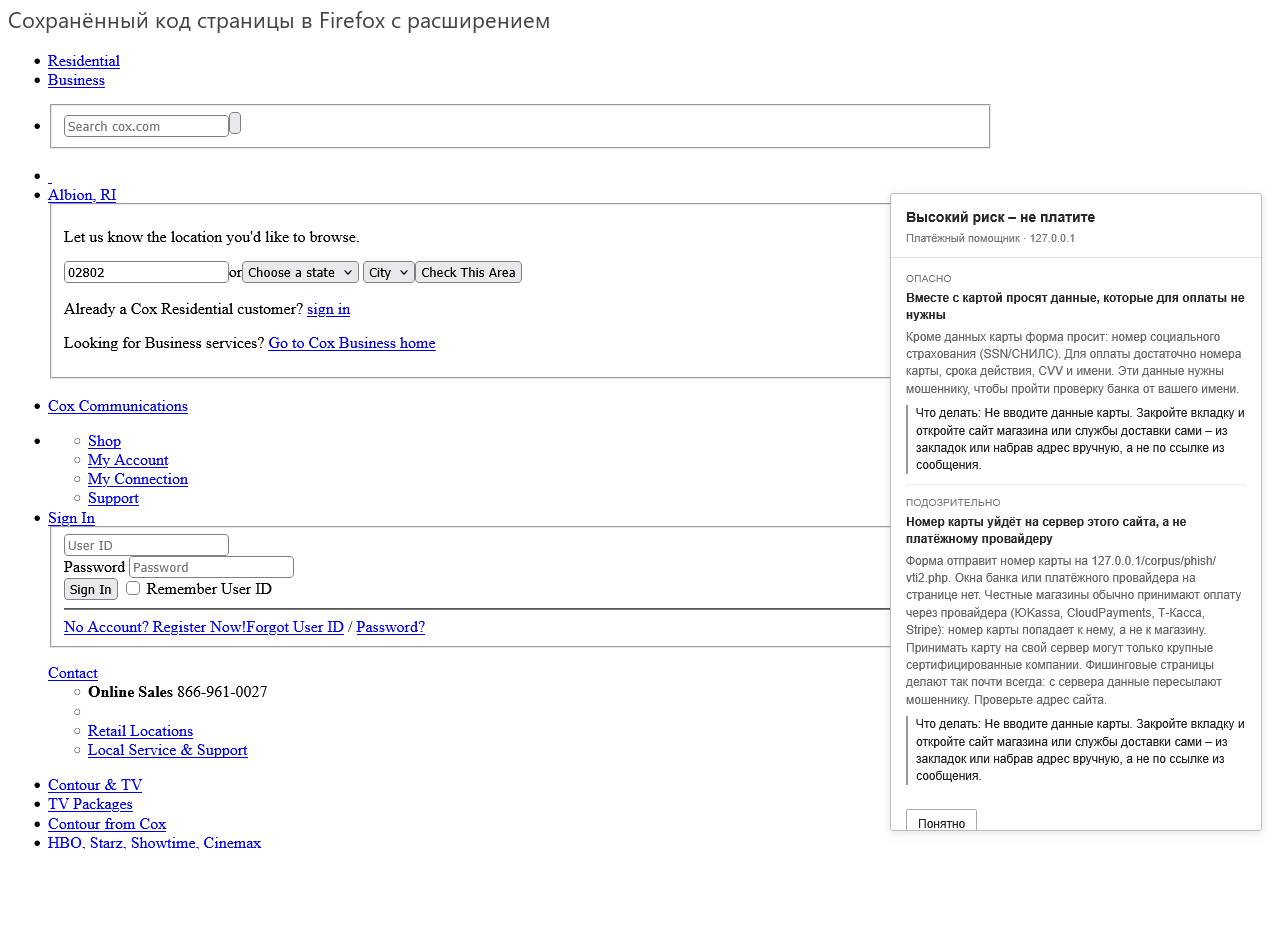 Сохранённый код страницы в Firefox с расширением
Residential
Business
Search cox.com
Albion, RI
Let us know the location you'd like to browse.
02802 or Choose a state City Check This Area
Already a Cox Residential customer? sign in
Looking for Business services? Go to Cox Business home
Cox Communications
Shop
My Account
My Connection
Support
Sign In
User ID
Password Password
Sign In Remember User ID
No Account? Register Now!Forgot User ID / Password?
Contact
Online Sales 866-961-0027
Retail Locations
Local Service & Support
Contour & TV
TV Packages
Contour from Cox
HBO, Starz, Showtime, Cinemax
Высокий риск – не платите
Платёжный помощник · 127.0.0.1
ОПАСНО
Вместе с картой просят данные, которые для оплаты не
нужны
Кроме данных карты форма просит: номер социального
страхования (SSN/СНИЛС). Для оплаты достаточно номера
карты, срока действия, CVV и имени. Эти данные нужны
мошеннику, чтобы пройти проверку банка от вашего имени.
Что делать: Не вводите данные карты. Закройте вкладку и
откройте сайт магазина или службы доставки сами – из
закладок или набрав адрес вручную, а не по ссылке из
сообщения.
ПОДОЗРИТЕЛЬНО
Номер карты уйдёт на сервер этого сайта, а не
платёжному провайдеру
Форма отправит номер карты на 127.0.0.1/corpus/phish/
vti2.php. Окна банка или платёжного провайдера на
странице нет. Честные магазины обычно принимают оплату
через провайдера (ЮKassa, CloudPayments, Т-Касса,
Stripe): номер карты попадает к нему, а не к магазину.
Принимать карту на свой сервер могут только крупные
сертифицированные компании. Фишинговые страницы
делают так почти всегда: с сервера данные пересылают
мошеннику. Проверьте адрес сайта.
Что делать: Не вводите данные карты. Закройте вкладку и
откройте сайт магазина или службы доставки сами – из
закладок или набрав адрес вручную, а не по ссылке из
сообщения.
Понятно